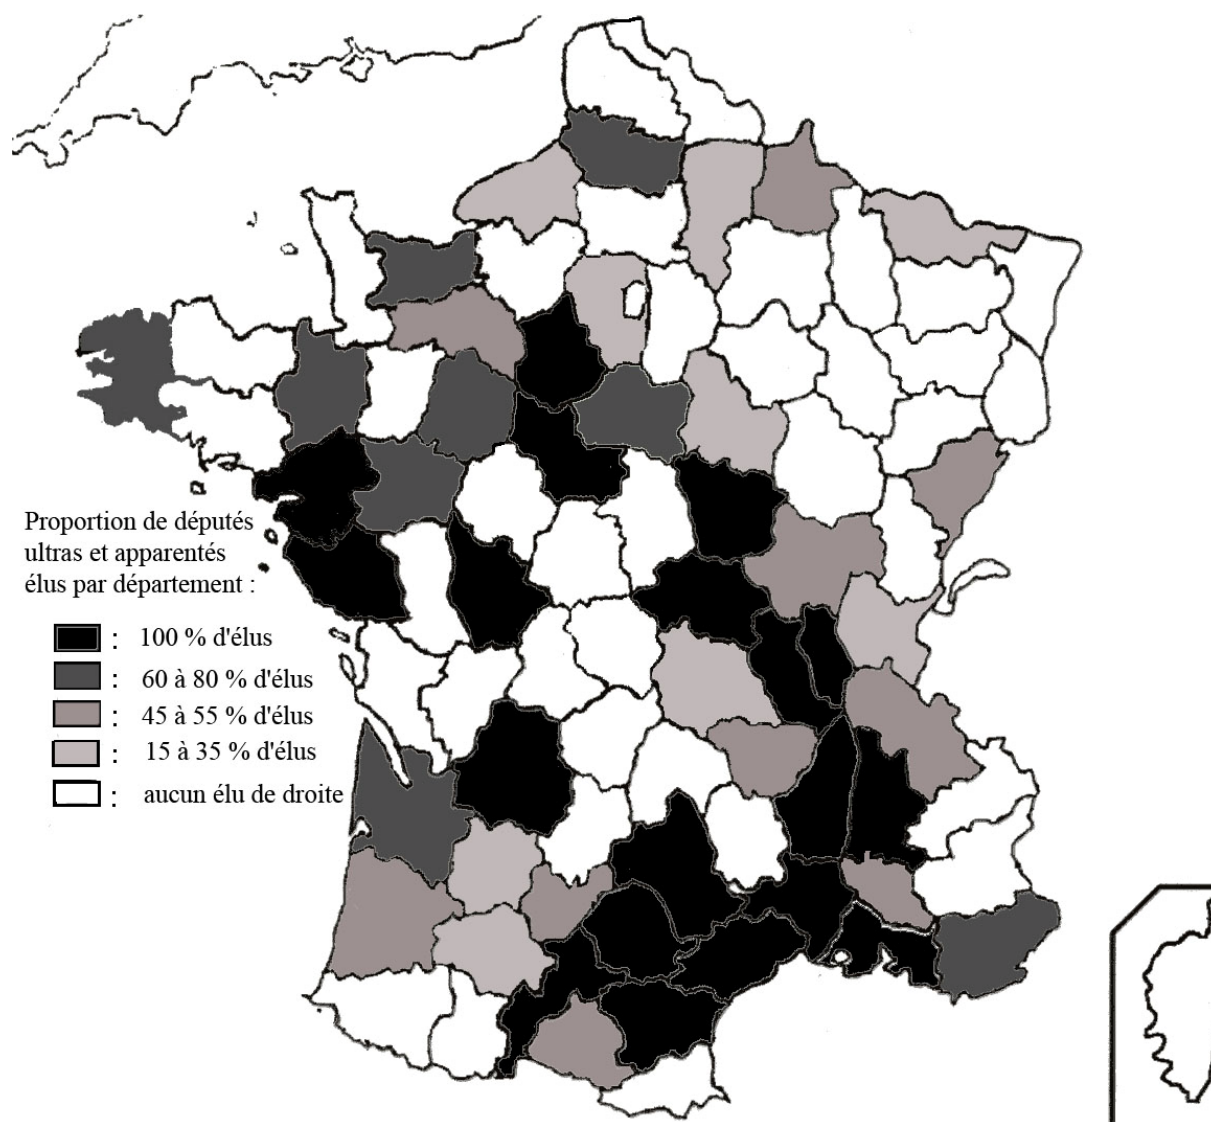 Proportion de députés
ultras et apparentés
élus par département :
: 100 % d'élus
: 60 à 80 % d'élus
: 45 à 55 % d'élus
: 15 à 35 % d'élus
: aucun élu de droite